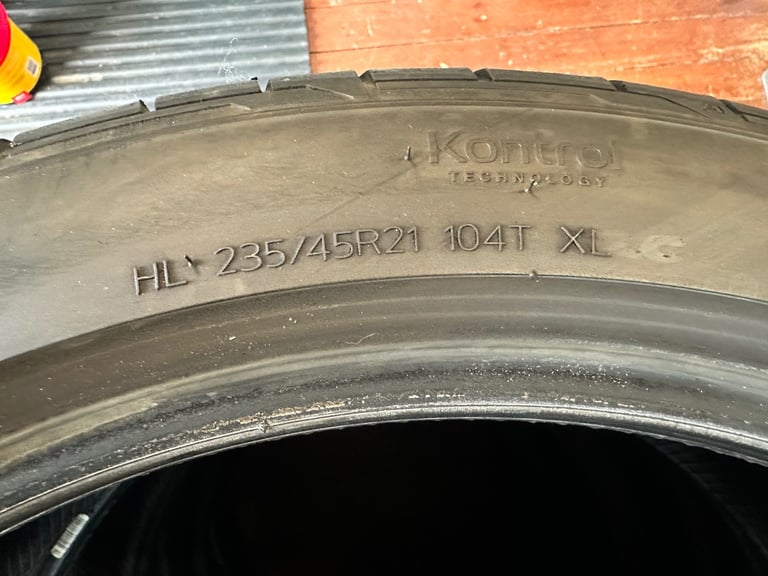 Kontrol
TECHNOLOGY
HL 235/45R21 104T XL